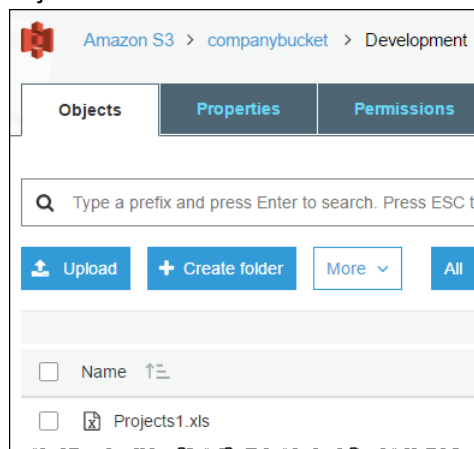 Amazon S3 > companybucket > Development
Objects Properties Permissions
Type a prefix and press Enter to search. Press ESC t
Upload + Create folder More All
Name
Projects1.xls